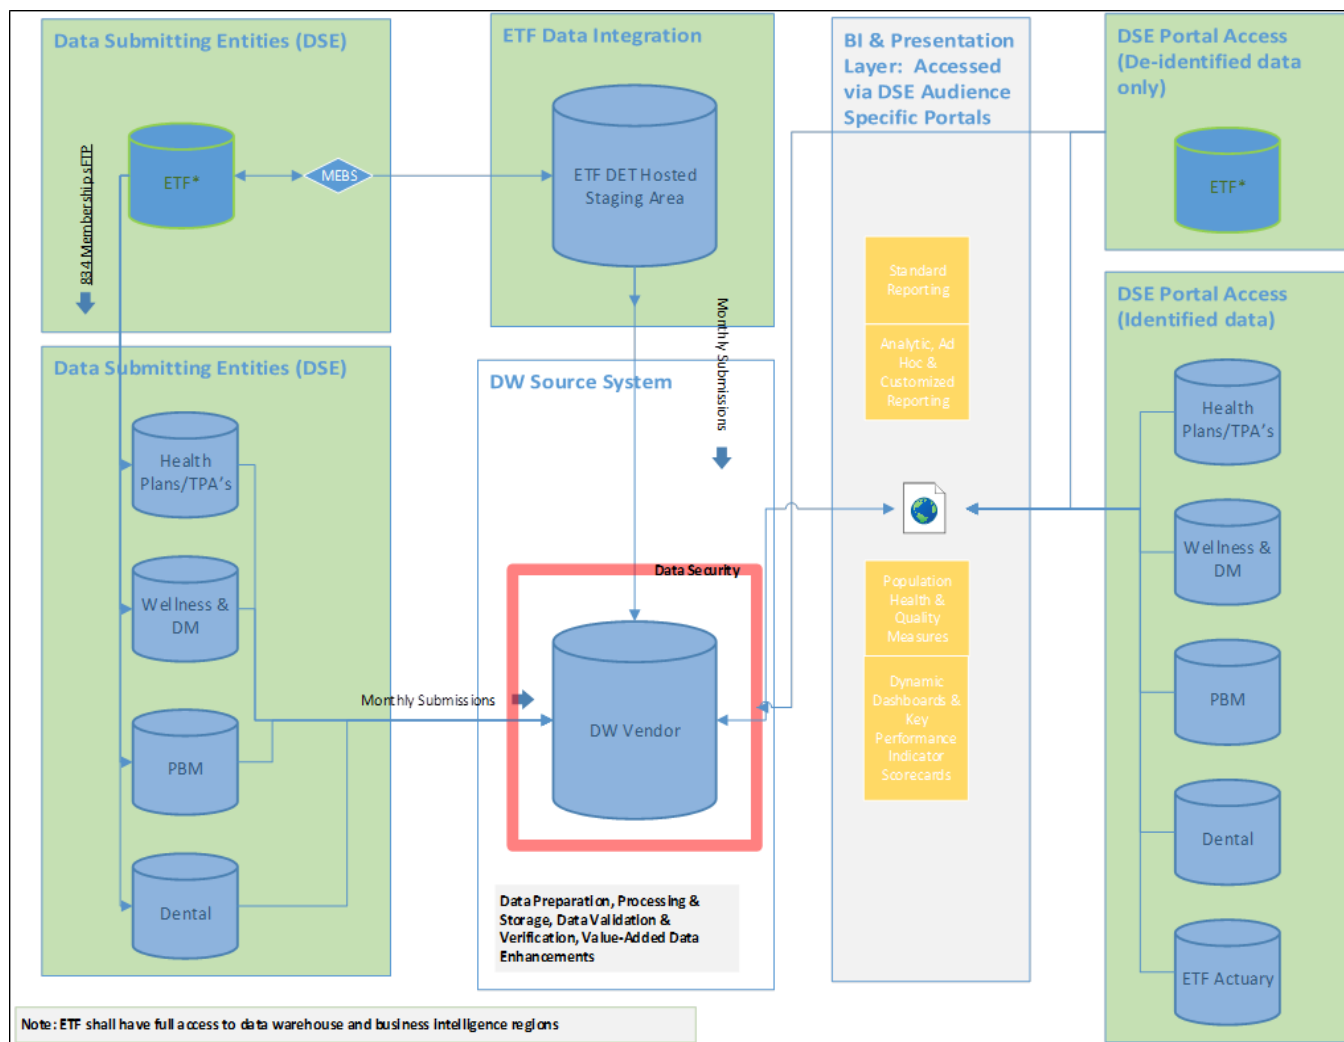 Data Submitting Entities (DSE)
834 Membership sFTP
ETF*
MEBS
ETF Data Integration
ETF DET Hosted
Staging Area
Monthly Submissions
Data Submitting Entities (DSE)
Health
Plans/TPA's
Wellness &
DM
PBM
Dental
Monthly Submissions
DW Source System
Data Security
DW Vendor
Data Preparation, Processing &
Storage, Data Validation &
Verification, Value-Added Data
Enhancements
BI & Presentation
Layer: Accessed
via DSE Audience
Specific Portals
Standard
Reporting
Analytic, Ad
Hoc &
Customized
Reporting
Population
Health &
Quality
Measures
Dynamic
Dashboards &
Key
Performance
Indicator
Scorecards
DSE Portal Access
(De-identified data
only)
ETF*
DSE Portal Access
(Identified data)
Health
Plans/TPA's
Wellness &
DM
PBM
Dental
ETF Actuary
Note: ETF shall have full access to data warehouse and business intelligence regions